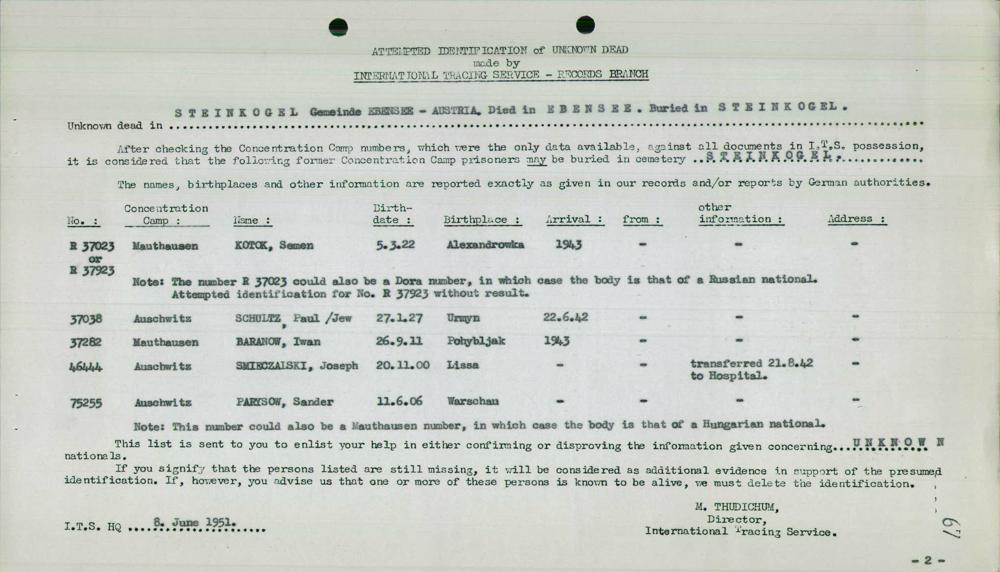 ATTEMPTED IDENTIFICATION of UNKNOWN DEAD
made by
INTERNATIONAL TRACING SERVICE - RECORDS BRANCH
STEINKOGEL Gemeinde EBENSEE - AUSTRIA. Died in EBENSEE. Buried in STEINKOGEL.
Unknown dead in
After checking the Concentration Camp numbers, which were the only data available, against all documents in I.T.S. possession,
it is considered that the following former Concentration Camp prisoners may be buried in cemetery ..STEINKOGEL.
The names, birthplaces and other information are reported exactly as given in our records and/or reports by German authorities.
No. : Concentration Camp : Name : Birth-date : Birthplace : Arrival : from : other information : Address :
R 37023 Mauthausen KOTOK, Semen 5.3.22 Alexandrowka 1943 - - -
or
R 37923
Note: The number R 37023 could also be a Dora number, in which case the body is that of a Russian national.
Attempted identification for No. R 37923 without result.
37038 Auschwitz SCHULTZ, Paul /Jew 27.1.27 Urmyn 22.6.42 - - -
37282 Mauthausen BARANOW, Iwan 26.9.11 Pohybljak 1943 - - -
46444 Auschwitz SMIECZALSKI, Joseph 20.11.00 Lissa - - transferred 21.8.42 -
to Hospital.
75255 Auschwitz PARYSOW, Sander 11.6.06 Warschau - - - -
Note: This number could also be a Mauthausen number, in which case the body is that of a Hungarian national.
This list is sent to you to enlist your help in either confirming or disproving the information given concerning...UNKNOWN
nationals.
If you signify that the persons listed are still missing, it will be considered as additional evidence in support of the presumed
identification. If, however, you advise us that one or more of these persons is known to be alive, we must delete the identification.
M. THUDICHUM,
Director,
International Tracing Service.
I.T.S. HQ ...8. June 1951.
67
- 2 -